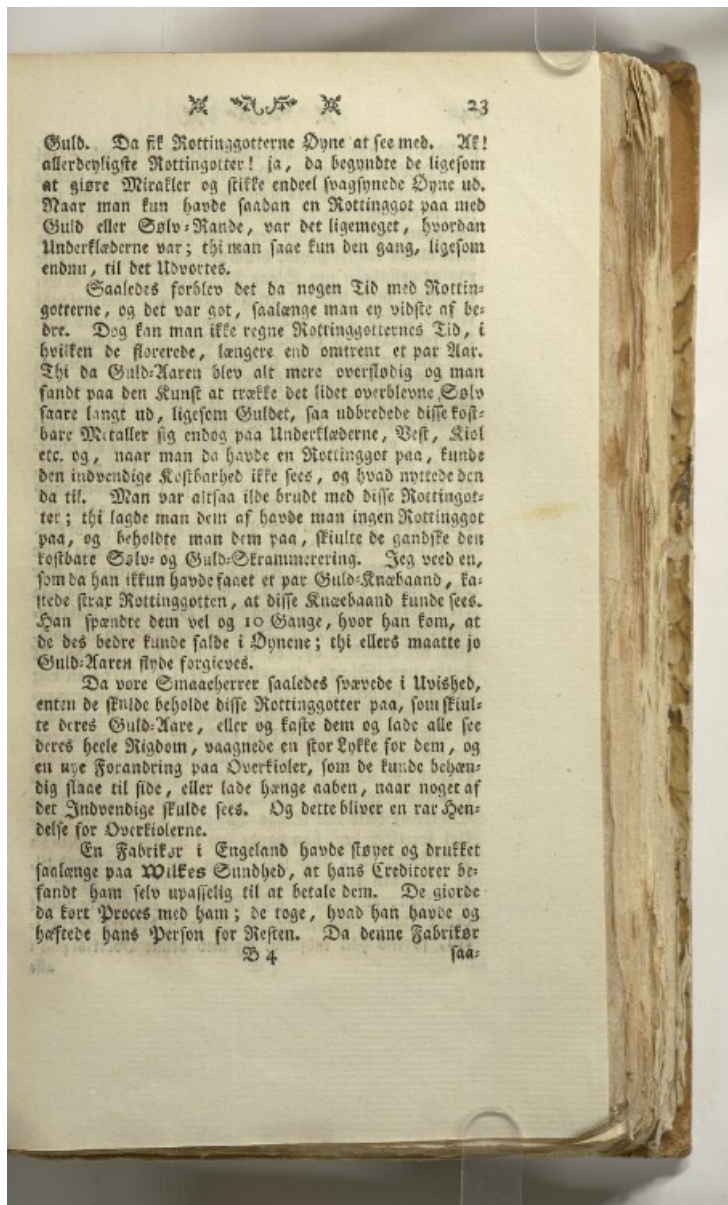 23
Guld. Da fik Rottinggotterne Øyne at see med. Ak!
allerdeyligste Rottingotter! ja, da begyndte de ligesom
at giøre Mirakler og stikke endeel svagsynede Øyne ud.
Naar man kun havde saadan en Rottinggot paa med
Guld eller Sølv-Rande, var det ligemeget, hvordan
Underklæderne var; thi man saae kun den gang, ligesom
endnu, til det Udvortes.
Saaledes forblev det da nogen Tid med Rotting-
gotterne, og det var got, saalænge man ey vidste af be-
dre. Dog kan man ikke regne Rottinggotternes Tid, i
hvilken de florerede, længere end omtrent et par Aar.
Thi da Guld-Aaren blev alt mere overflødig og man
fandt paa den Kunst at trække det lidet overblevne Sølv
saare langt ud, ligesom Guldet, saa udbredede disse kost-
bare Metaller sig endog paa Underklæderne, Vest, Kiol
etc. og, naar man da havde en Rottinggot paa, kunde
den indvendige Kostbarhed ikke sees, og hvad nyttede den
da til. Man var altsaa ilde brudt med disse Rottingot-
ter; thi lagde man dem af havde man ingen Rottinggot
paa, og beholdte man dem paa, skiulte de gandske den
kostbare Sølv- og Guld-Skrammerering. Jeg veed en,
som da han ikkun havde faaet et par Guld-Knæbaand, ka-
stede strax Rottinggotten, at disse Knæebaand kunde sees.
Han spændte dem vel og 10 Gange, hvor han kom, at
de des bedre kunde falde i Øynene; thi ellers maatte jo
Guld-Aaren flyde forgieves.
Da vore Smaaeherrer saaledes svævede i Uvished,
enten de skulde beholde disse Rottinggotter paa, som skiul-
te deres Guld-Aare, eller og kaste dem og lade alle see
deres heele Rigdom, vaagnede en stor Lykke for dem, og
en nye Forandring paa Overkioler, som de kunde behæn-
dig slaae til side, eller lade hænge aaben, naar noget af
det Indvendige skulde sees. Og dette bliver en rar Hen-
delse for Overkiolerne.
En Fabrikør i Engeland havde støyet og drukket
saalænge paa Wilkes Sundhed, at hans Creditorer be-
fandt ham selv upasselig til at betale dem. De giorde
da kort Proces med ham; de toge, hvad han havde og
hæftede hans Person for Resten. Da denne Fabrikør
B 4 saa-